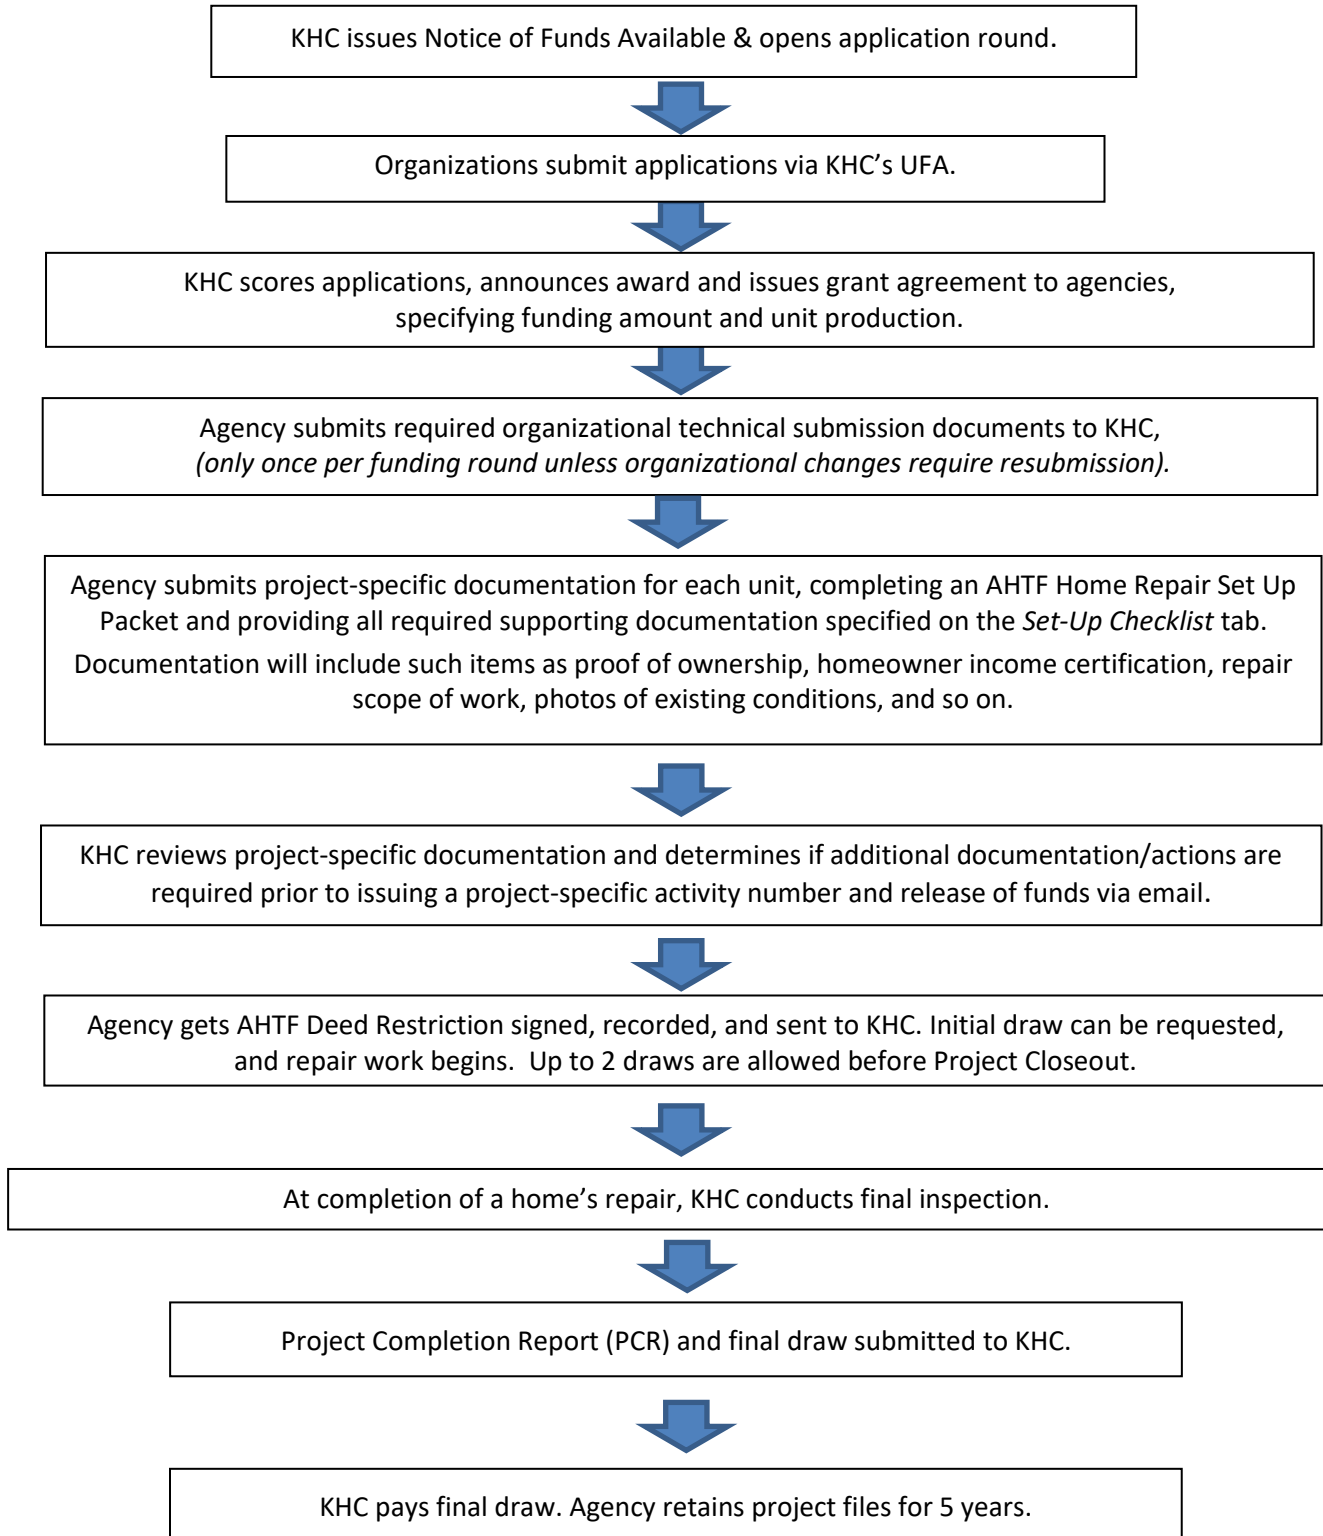 KHC issues Notice of Funds Available & opens application round.
Organizations submit applications via KHC’s UFA.
KHC scores applications, announces award and issues grant agreement to agencies,
specifying funding amount and unit production.
Agency submits required organizational technical submission documents to KHC,
(only once per funding round unless organizational changes require resubmission).
Agency submits project-specific documentation for each unit, completing an AHTF Home Repair Set Up
Packet and providing all required supporting documentation specified on the Set-Up Checklist tab.
Documentation will include such items as proof of ownership, homeowner income certification, repair
scope of work, photos of existing conditions, and so on.
KHC reviews project-specific documentation and determines if additional documentation/actions are
required prior to issuing a project-specific activity number and release of funds via email.
Agency gets AHTF Deed Restriction signed, recorded, and sent to KHC. Initial draw can be requested,
and repair work begins.  Up to 2 draws are allowed before Project Closeout.
At completion of a home’s repair, KHC conducts final inspection.
Project Completion Report (PCR) and final draw submitted to KHC.
KHC pays final draw. Agency retains project files for 5 years.